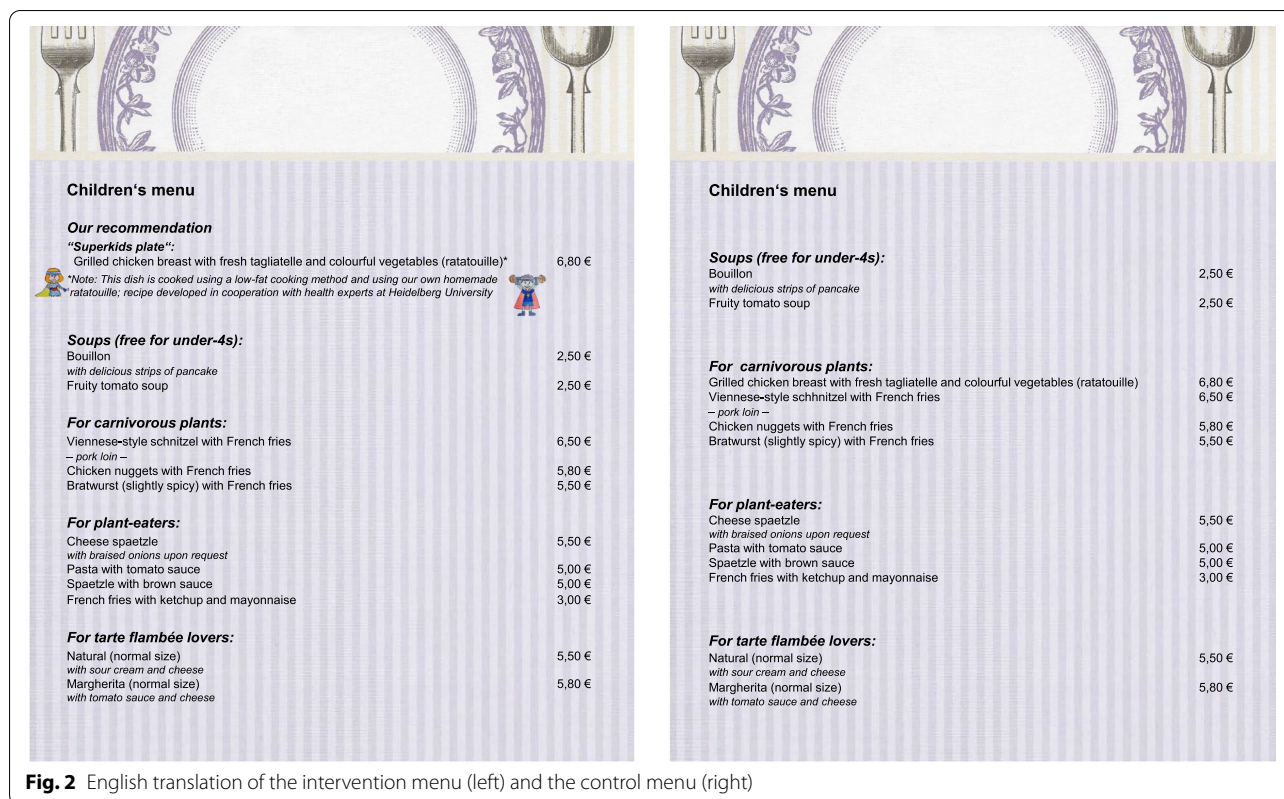 Children‘s menu
Our recommendation
“Superkids plate“:
Grilled chicken breast with fresh tagliatelle and colourful vegetables (ratatouille)* 6,80 €
*Note: This dish is cooked using a low-fat cooking method and using our own homemade
ratatouille; recipe developed in cooperation with health experts at Heidelberg University
Soups (free for under-4s):
Bouillon 2,50 €
with delicious strips of pancake
Fruity tomato soup 2,50 €
For carnivorous plants:
Viennese-style schnitzel with French fries 6,50 €
– pork loin –
Chicken nuggets with French fries 5,80 €
Bratwurst (slightly spicy) with French fries 5,50 €
For plant-eaters:
Cheese spaetzle 5,50 €
with braised onions upon request
Pasta with tomato sauce 5,00 €
Spaetzle with brown sauce 5,00 €
French fries with ketchup and mayonnaise 3,00 €
For tarte flambée lovers:
Natural (normal size) 5,50 €
with sour cream and cheese
Margherita (normal size) 5,80 €
with tomato sauce and cheese
Children‘s menu
Soups (free for under-4s):
Bouillon 2,50 €
with delicious strips of pancake
Fruity tomato soup 2,50 €
For carnivorous plants:
Grilled chicken breast with fresh tagliatelle and colourful vegetables (ratatouille) 6,80 €
Viennese-style schhnitzel with French fries 6,50 €
– pork loin –
Chicken nuggets with French fries 5,80 €
Bratwurst (slightly spicy) with French fries 5,50 €
For plant-eaters:
Cheese spaetzle 5,50 €
with braised onions upon request
Pasta with tomato sauce 5,00 €
Spaetzle with brown sauce 5,00 €
French fries with ketchup and mayonnaise 3,00 €
For tarte flambée lovers:
Natural (normal size) 5,50 €
with sour cream and cheese
Margherita (normal size) 5,80 €
with tomato sauce and cheese
Fig. 2 English translation of the intervention menu (left) and the control menu (right)